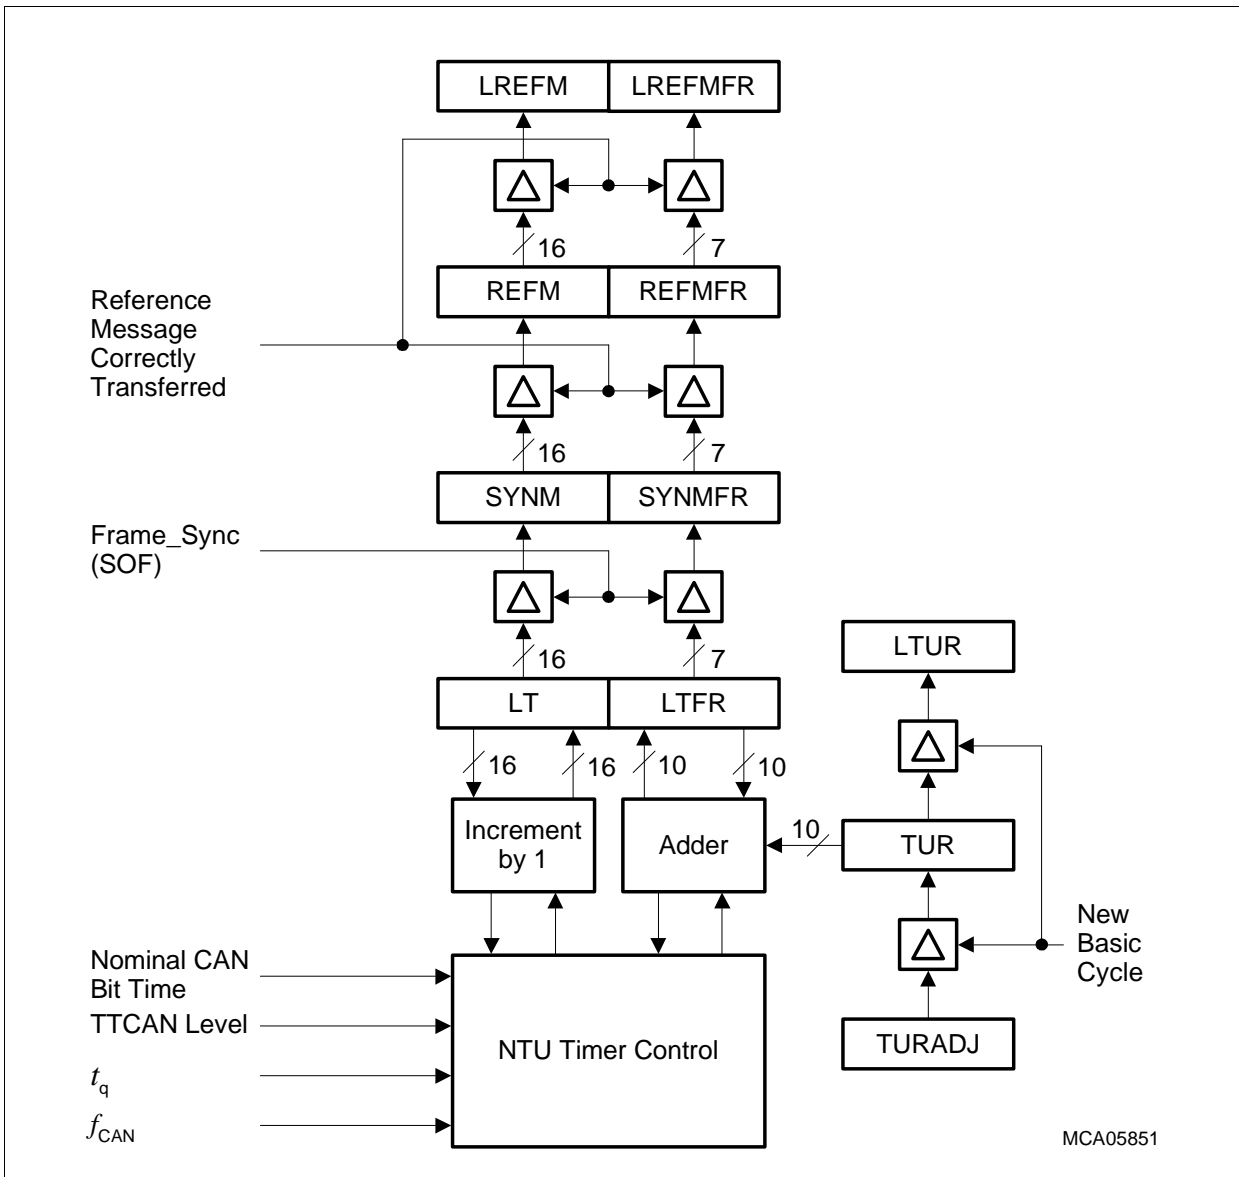 LREFM LREFMFR
16 7
REFM REFMFR
Reference
Message
Correctly
Transferred
16 7
SYNM SYNMFR
Frame_Sync
(SOF)
16 7
LTUR
LT LTFR
16 16 10 10
Increment
by 1
Adder
10
TUR
New
Basic
Cycle
Nominal CAN
Bit Time
TTCAN Level
NTU Timer Control
TURADJ
tq
fCAN
MCA05851